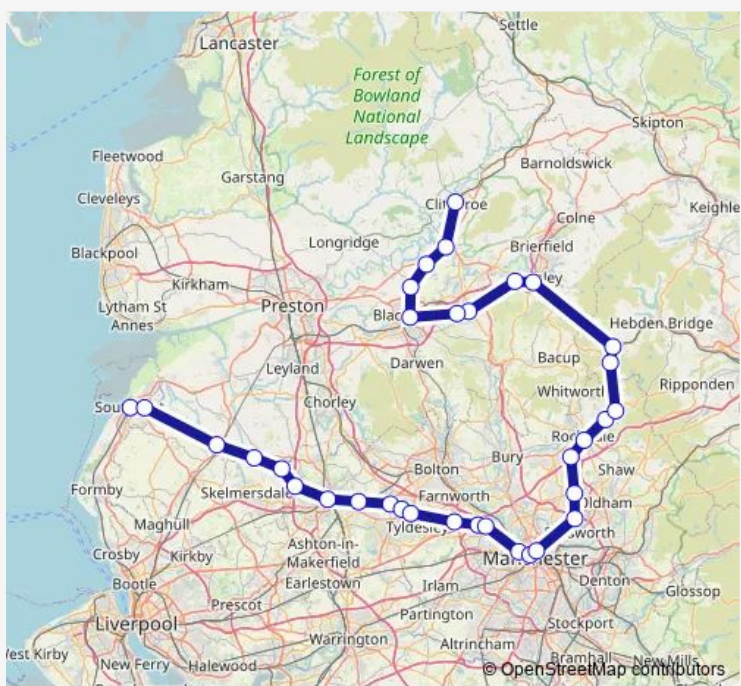 Settle
Lancaster
Forest of
Bowland
National
Landscape
Skipton
Fleetwood
Barnoldswick
Garstang
Cleveleys
Keighle
Colne
Longridge
Brierfield
Blackpool
Kirkham
Preston
Lytham St
Annes
Hebden Bridge
Darwen
Bacup
Leyland
Ripponden
Whitworth
Chorley
Bury
Shaw
Bolton
Formby
Skelmersdale
Farnworth
Oldham
Maghull
Tyldesley
Crosby
Kirkby
Ashton-in-
Makerfield
Manchester
Bootle
Earlestown
Irlam
Denton
Glossop
Prescot
Partington
Liverpool
Stockport
Warrington
Altrincham
West Kirby
New Ferry
Halewood
Bramhall
New Mills
© OpenStreetMap contributors